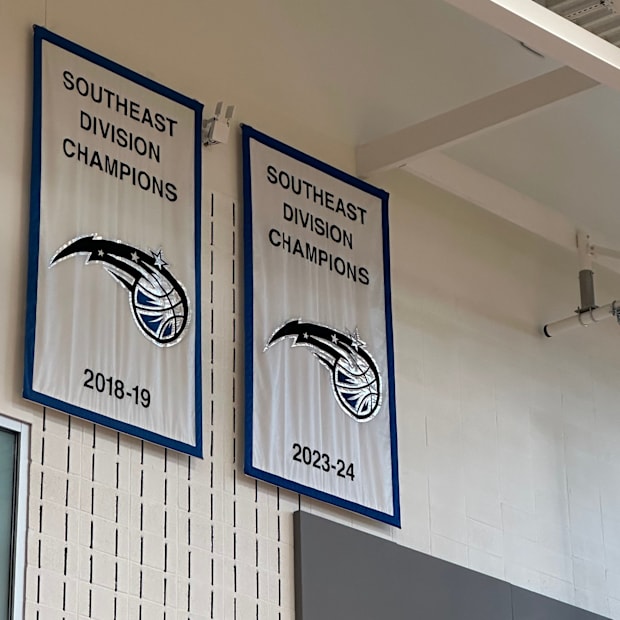 SOUTHEAST
DIVISION
CHAMPIONS
2018-19
SOUTHEAST
DIVISION
CHAMPIONS
2023-24